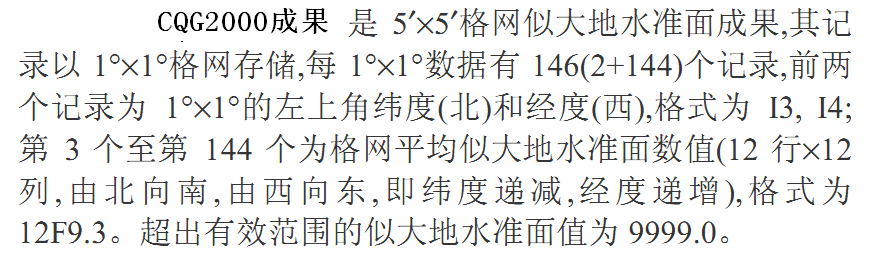 CQG2000成果 是 5′×5′格网似大地水准面成果,其记
录以 1°×1°格网存储,每 1°×1°数据有 146(2+144)个记录,前两
个记录为 1°×1°的左上角纬度(北)和经度(西),格式为 I3, I4;
第 3 个至第 144 个为格网平均似大地水准面数值(12 行×12
列,由北向南,由西向东,即纬度递减,经度递增),格式为
12F9.3。超出有效范围的似大地水准面值为 9999.0。